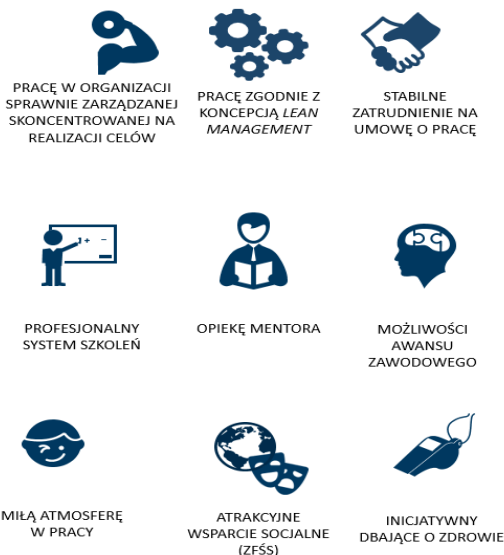 PRACĘ W ORGANIZACJI
SPRAWNIE ZARZĄDZANEJ
SKONCENTROWANEJ NA
REALIZACJI CELÓW
PRACĘ ZGODNIE Z
KONCEPCJĄ LEAN
MANAGEMENT
STABILNE
ZATRUDNIENIE NA
UMOWĘ O PRACĘ
1+ −
PROFESJONALNY
SYSTEM SZKOLEŃ
OPIEKĘ MENTORA
MOŻLIWOŚCI
AWANSU
ZAWODOWEGO
MIŁĄ ATMOSFERĘ
W PRACY
ATRAKCYJNE
WSPARCIE SOCJALNE
(ZFŚS)
INICJATYWNY
DBAJĄCE O ZDROWIE